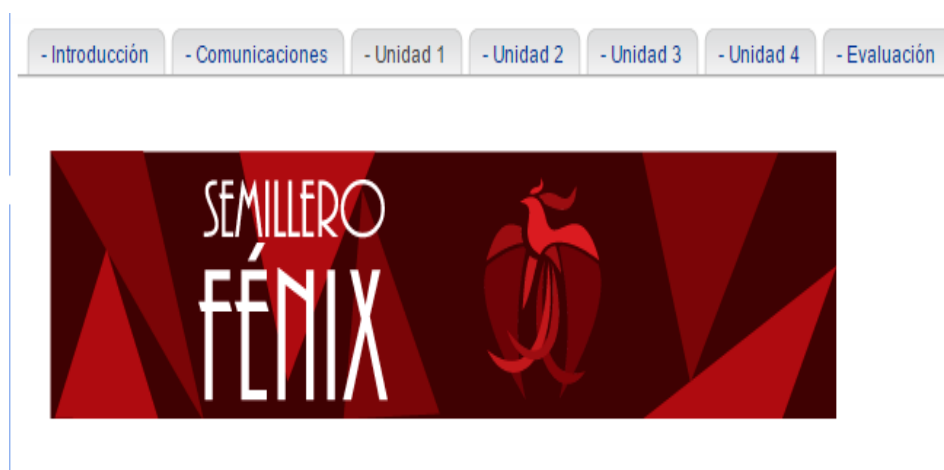 - Introducción - Comunicaciones - Unidad 1 - Unidad 2 - Unidad 3 - Unidad 4 - Evaluación
SEMILLERO
FÉNIX